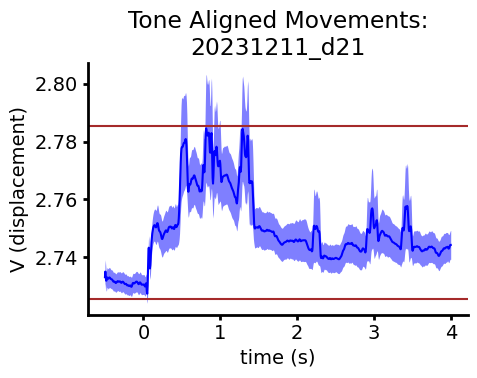 Tone Aligned Movements:
20231211_d21
2.80
2.78
2.76
2.74
V (displacement)
0 1 2 3 4
time (s)